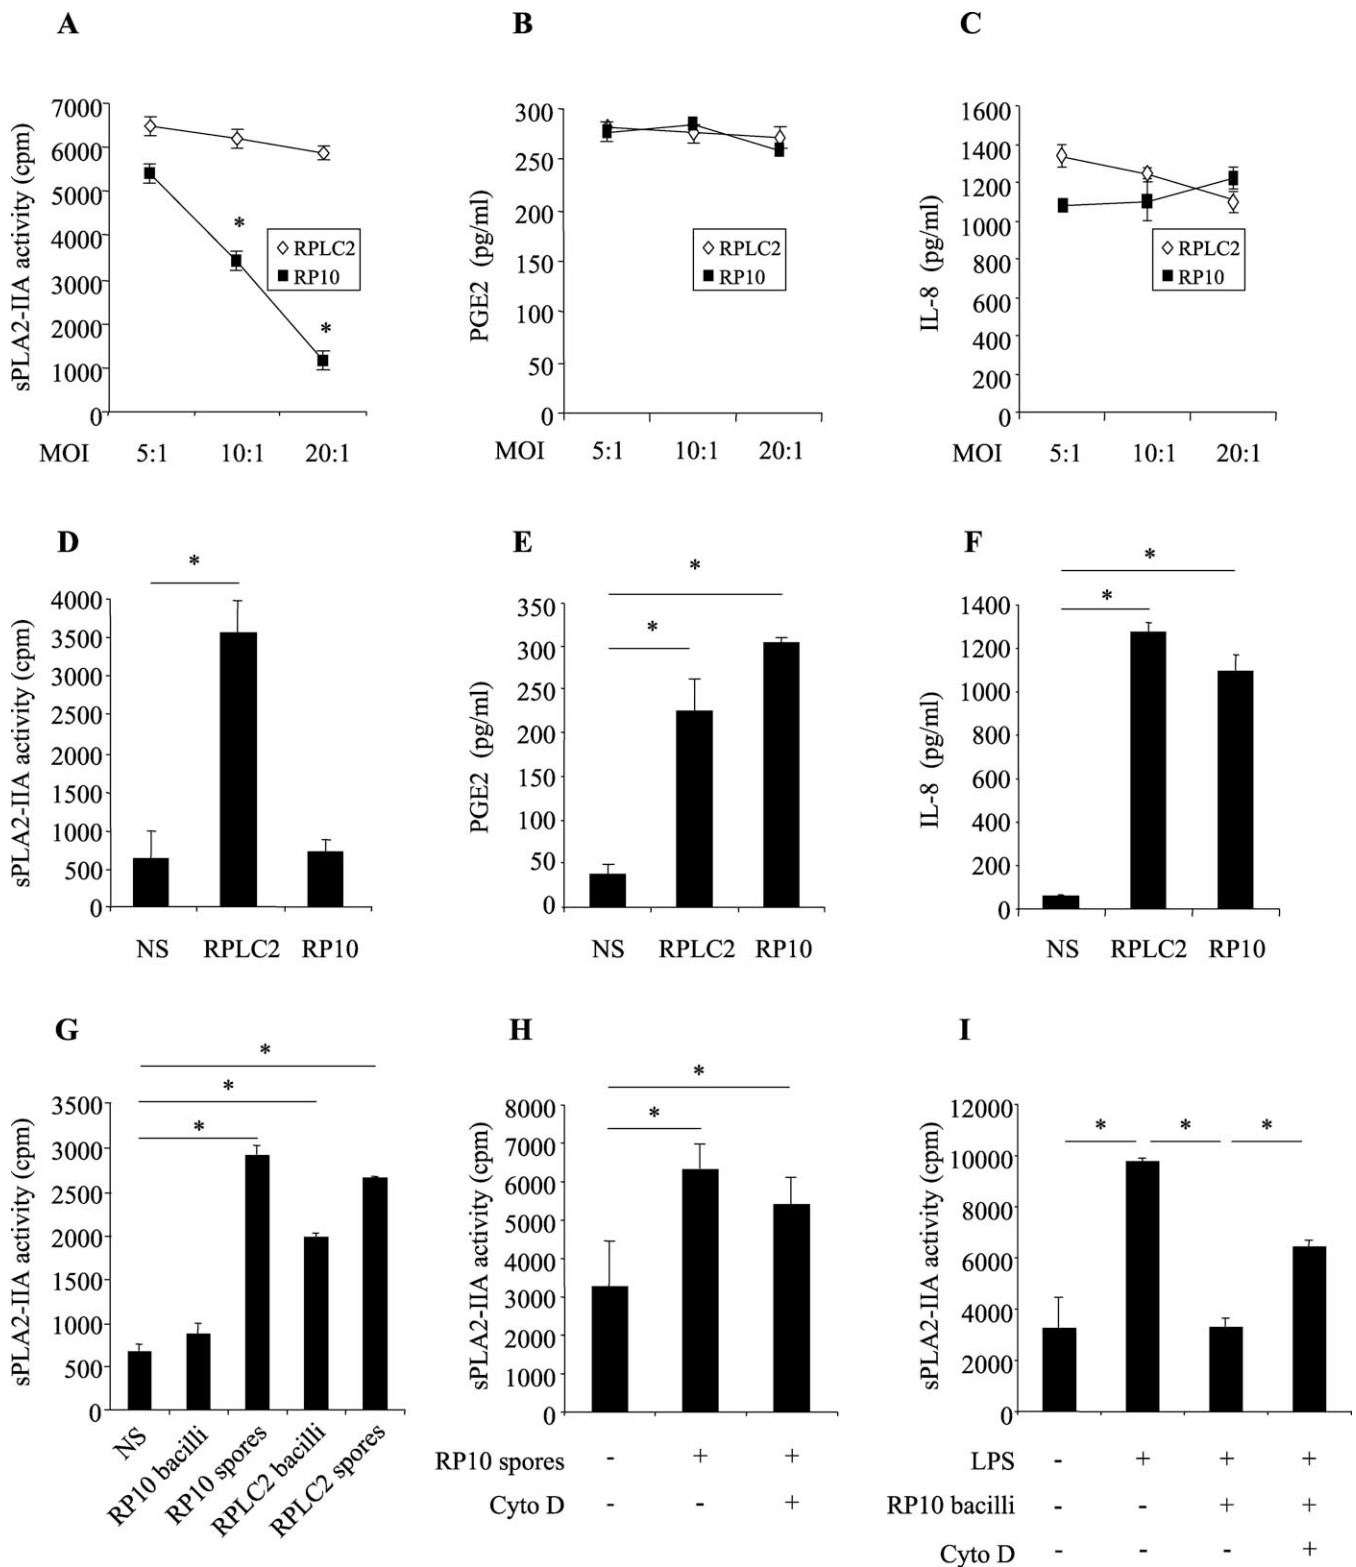 A
sPLA2-IIA activity (cpm)
7000
6000
5000
4000
3000
2000
1000
0
*
*
RPLC2
RP10
MOI 5:1 10:1 20:1
B
PGE2 (pg/ml)
300
250
200
150
100
50
0
RPLC2
RP10
MOI 5:1 10:1 20:1
C
IL-8 (pg/ml)
1600
1400
1200
1000
800
600
400
200
0
RPLC2
RP10
MOI 5:1 10:1 20:1
D
sPLA2-IIA activity (cpm)
*
4000
3500
3000
2500
2000
1500
1000
500
0
NS RPLC2 RP10
E
PGE2 (pg/ml)
*
*
350
300
250
200
150
100
50
0
NS RPLC2 RP10
F
IL-8 (pg/ml)
*
*
1400
1200
1000
800
600
400
200
0
NS RPLC2 RP10
G
sPLA2-IIA activity (cpm)
*
*
*
3500
3000
2500
2000
1500
1000
500
0
NS
RP10 bacilli
RP10 spores
RPLC2 bacilli
RPLC2 spores
H
sPLA2-IIA activity (cpm)
*
*
8000
7000
6000
5000
4000
3000
2000
1000
0
RP10 spores - + +
Cyto D - - +
I
sPLA2-IIA activity (cpm)
* * *
12000
10000
8000
6000
4000
2000
0
LPS - + + +
RP10 bacilli - - + +
Cyto D - - - +